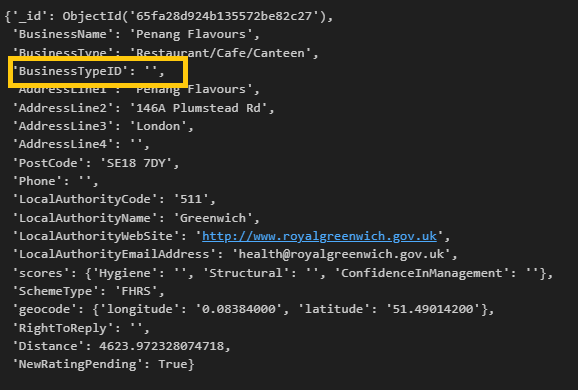 {'_id': ObjectId('65fa28d924b135572be82c27'),
'BusinessName': 'Penang Flavours',
'BusinessType': 'Restaurant/Cafe/Canteen',
'BusinessTypeID': '',
'AddressLine1': 'Penang Flavours',
'AddressLine2': '146A Plumstead Rd',
'AddressLine3': 'London',
'AddressLine4': '',
'PostCode': 'SE18 7DY',
'Phone': '',
'LocalAuthorityCode': '511',
'LocalAuthorityName': 'Greenwich',
'LocalAuthorityWebSite': 'http://www.royalgreenwich.gov.uk',
'LocalAuthorityEmailAddress': 'health@royalgreenwich.gov.uk',
'scores': {'Hygiene': '', 'Structural': '', 'ConfidenceInManagement': ''},
'SchemeType': 'FHRS',
'geocode': {'longitude': '0.08384000', 'latitude': '51.49014200'},
'RightToReply': '',
'Distance': 4623.972328074718,
'NewRatingPending': True}